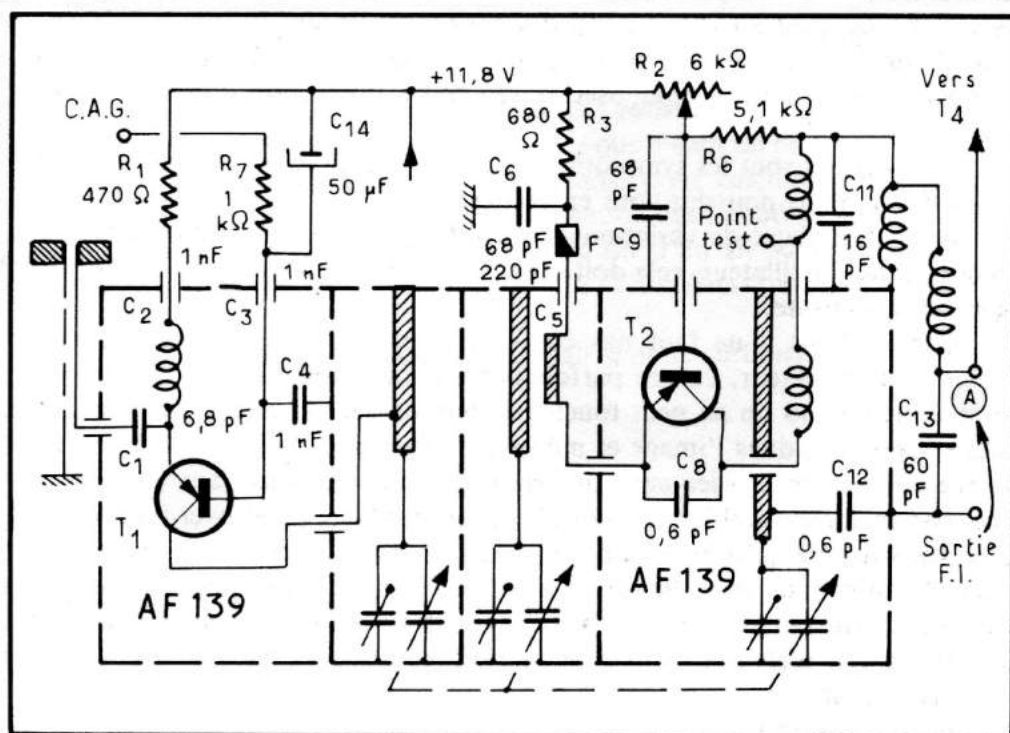 C.A.G.
R1
470 Ω
R7
1
kΩ
C14
50 µF
+11,8 V
680
Ω
R3
R2 6 kΩ
5,1 kΩ
R6
Vers
T4
C6
68 pF
F
68
pF
C9
Point
test
C11
16
pF
1 nF
C2
1 nF
C3
220 pF
C5
T2
C4
1 nF
6,8 pF
C1
T1
C8
0,6 pF
C12
0,6 pF
C13
60
pF
A
Sortie
F.I.
AF 139
AF 139